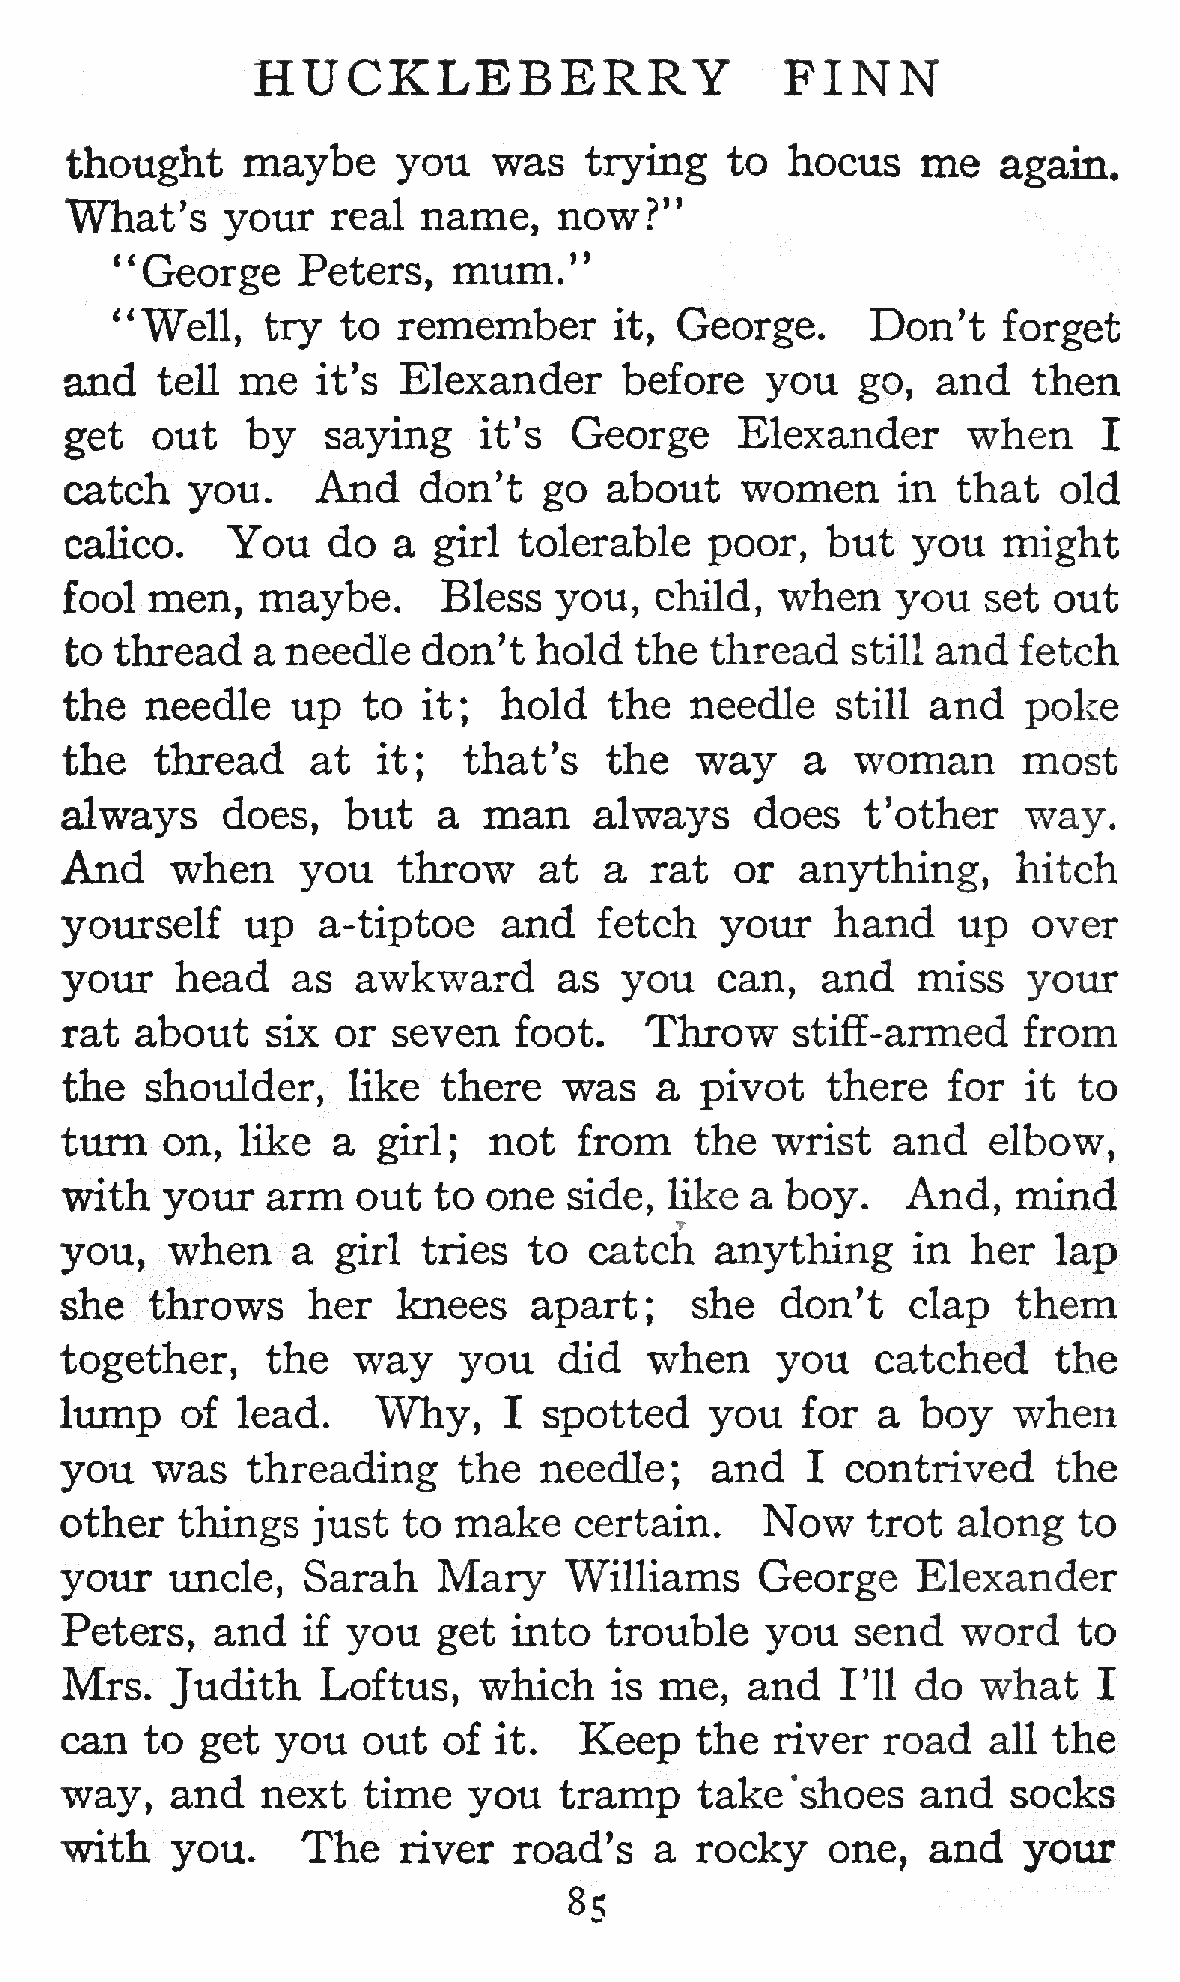 HUCKLEBERRY FINN
thought maybe you was trying to hocus me again.
What's your real name, now?"
"George Peters, mum."
"Well, try to remember it, George. Don't forget
and tell me it's Elexander before you go, and then
get out by saying it's George Elexander when I
catch you. And don't go about women in that old
calico. You do a girl tolerable poor, but you might
fool men, maybe. Bless you, child, when you set out
to thread a needle don't hold the thread still and fetch
the needle up to it; hold the needle still and poke
the thread at it; that's the way a woman most
always does, but a man always does t'other way.
And when you throw at a rat or anything, hitch
yourself up a-tiptoe and fetch your hand up over
your head as awkward as you can, and miss your
rat about six or seven foot. Throw stiff-armed from
the shoulder, like there was a pivot there for it to
turn on, like a girl; not from the wrist and elbow,
with your arm out to one side, like a boy. And, mind
you, when a girl tries to catch anything in her lap
she throws her knees apart; she don't clap them
together, the way you did when you catched the
lump of lead. Why, I spotted you for a boy when
you was threading the needle; and I contrived the
other things just to make certain. Now trot along to
your uncle, Sarah Mary Williams George Elexander
Peters, and if you get into trouble you send word to
Mrs. Judith Loftus, which is me, and I'll do what I
can to get you out of it. Keep the river road all the
way, and next time you tramp take shoes and socks
with you. The river road's a rocky one, and your
85